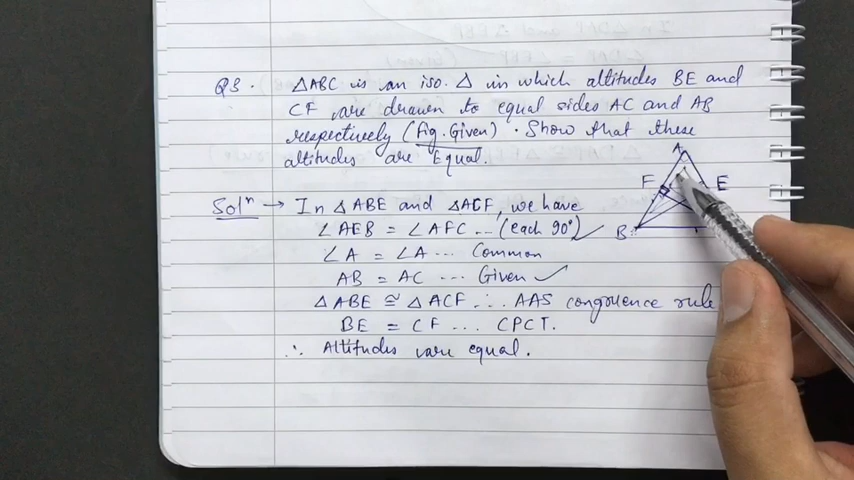 Q3. △ABC is an iso. △ in which altitudes BE and
CF are drawn to equal sides AC and AB
respectively (Fig. Given). Show that these
altitudes are Equal.
A
F
E
B
Solⁿ → In △ABE and △ACF, we have
∠AEB = ∠AFC ... (each 90°) ✓
∠A = ∠A ... Common
AB = AC ... Given ✓
△ABE ≅ △ACF ∴ AAS congruence rule
BE = CF ... CPCT.
∴ Altitudes are equal.